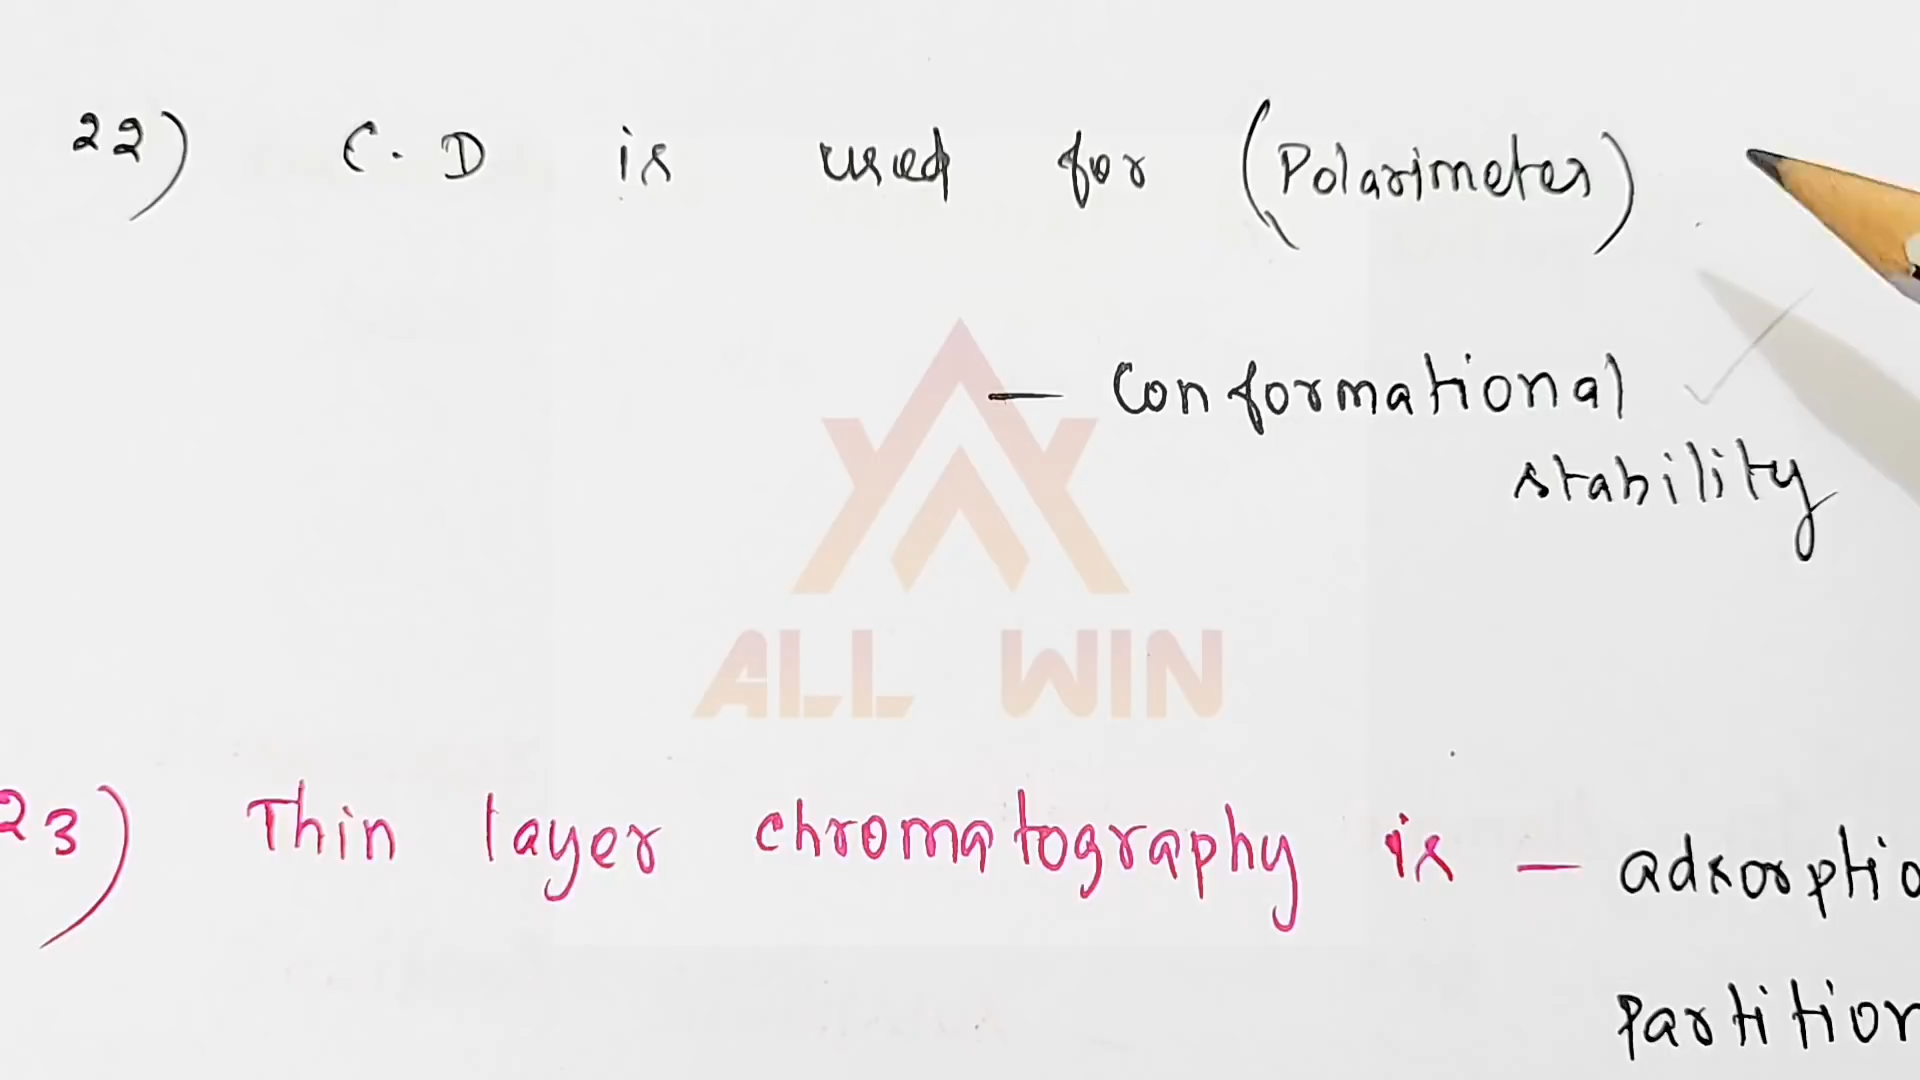 22) C.D is used for (Polarimeter)
— Conformational
stability
ALL WIN
23) Thin layer chromatography is — adsorptio
Partition